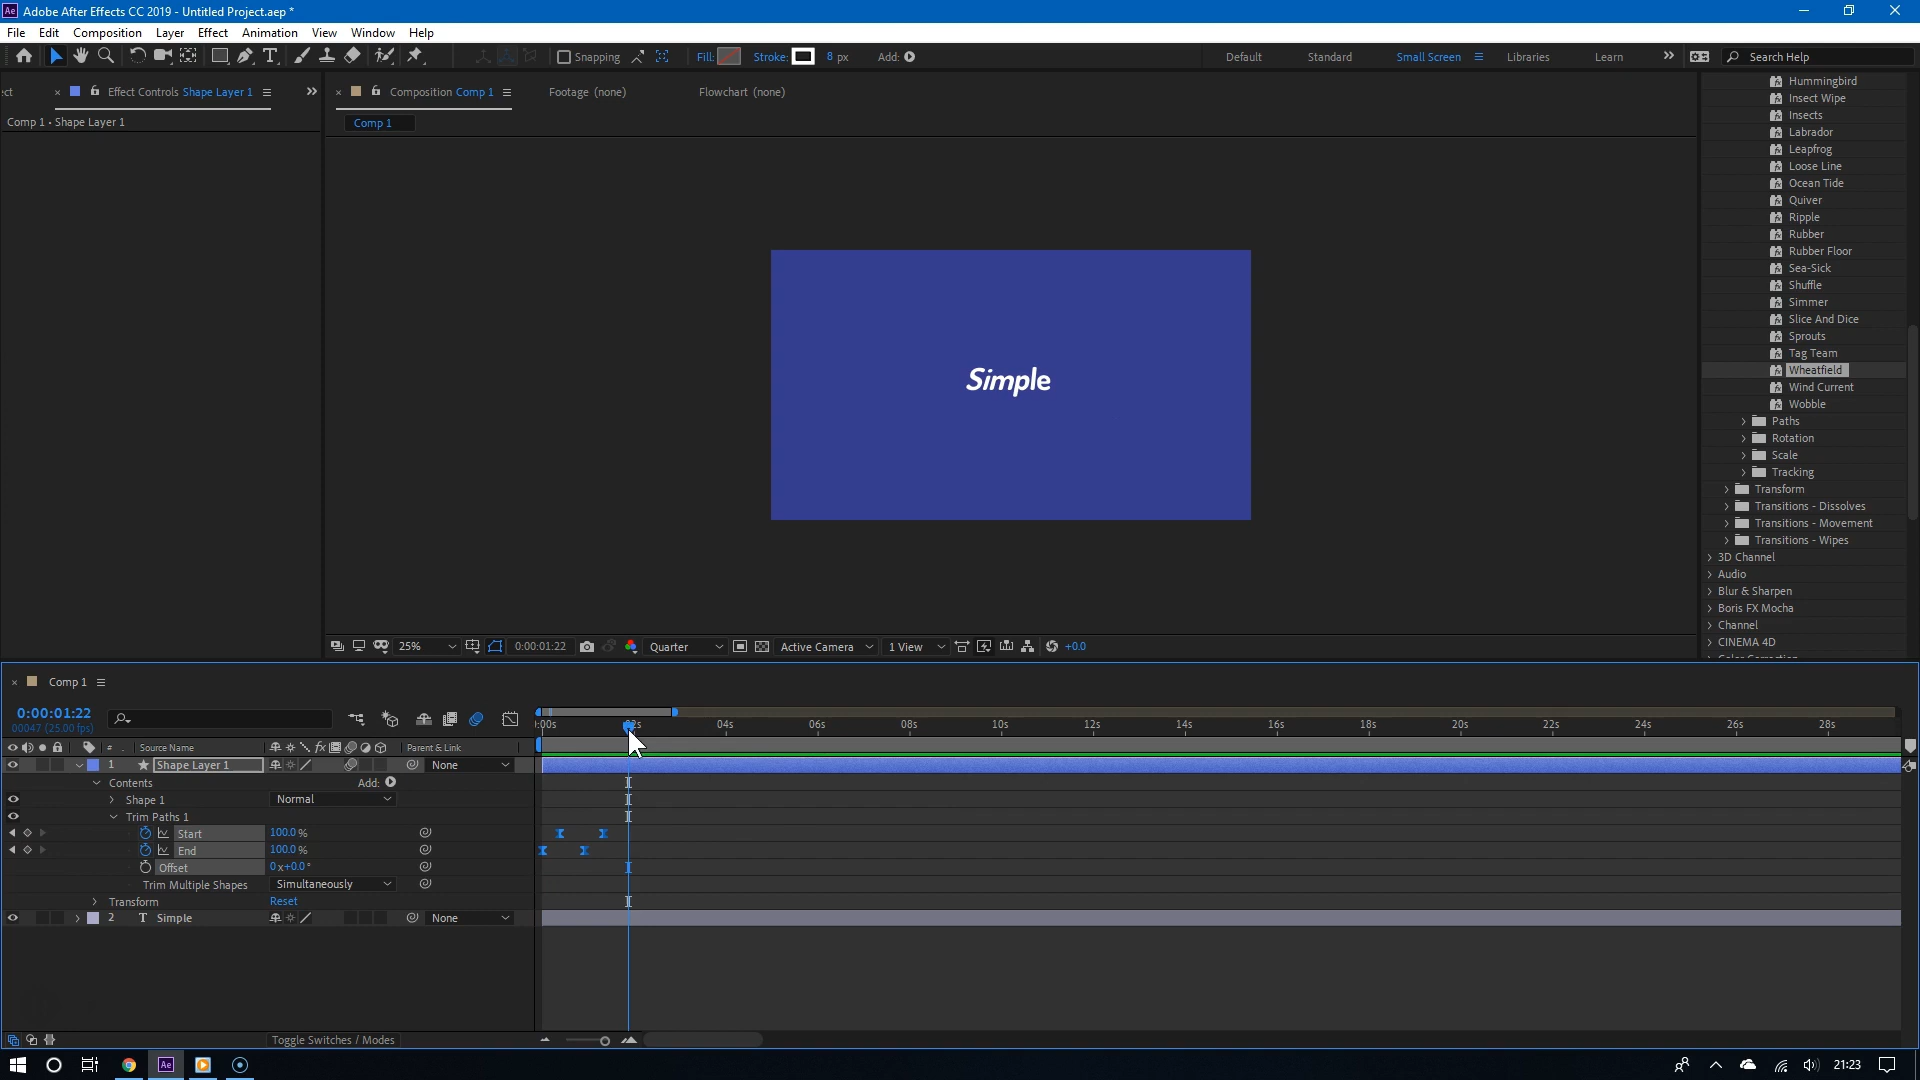 Ae Adobe After Effects CC 2019 - Untitled Project.aep *
File Edit Composition Layer Effect Animation View Window Help
Snapping Fill: Stroke: 8 px Add: Default Standard Small Screen Libraries Learn Search Help
ect Effect Controls Shape Layer 1 Composition Comp 1 Footage (none) Flowchart (none)
Comp 1 • Shape Layer 1
Comp 1
Simple
Hummingbird
Insect Wipe
Insects
Labrador
Leapfrog
Loose Line
Ocean Tide
Quiver
Ripple
Rubber
Rubber Floor
Sea-Sick
Shuffle
Simmer
Slice And Dice
Sprouts
Tag Team
Wheatfield
Wind Current
Wobble
Paths
Rotation
Scale
Tracking
Transform
Transitions - Dissolves
Transitions - Movement
Transitions - Wipes
3D Channel
Audio
Blur & Sharpen
Boris FX Mocha
Channel
CINEMA 4D
25% 0:00:01:22 Quarter Active Camera 1 View +0.0
Comp 1
0:00:01:22
00047 (25.00 fps)
:00s 02s 04s 06s 08s 10s 12s 14s 16s 18s 20s 22s 24s 26s 28s
# Source Name fx Parent & Link
1 Shape Layer 1 None
Contents Add:
Shape 1 Normal
Trim Paths 1
Start 100.0 %
End 100.0 %
Offset 0 x +0.0 °
Trim Multiple Shapes Simultaneously
Transform Reset
2 T Simple None
Toggle Switches / Modes
Ae 21:23